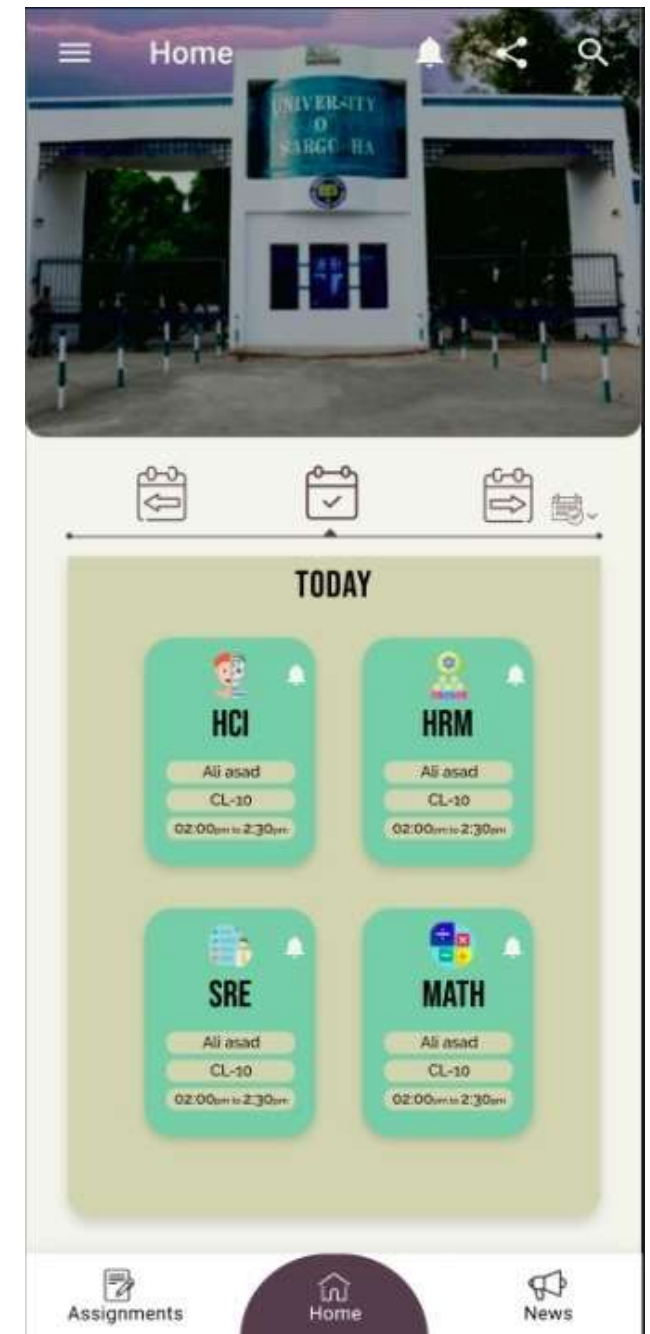 Home
UNIVERSITY
O
SARGO HA
TODAY
HCI
Ali asad
CL-10
02:00pm to 2:30pm
HRM
Ali asad
CL-10
02:00pm to 2:30pm
SRE
Ali asad
CL-10
02:00pm to 2:30pm
MATH
Ali asad
CL-10
02:00pm to 2:30pm
Assignments
Home
News